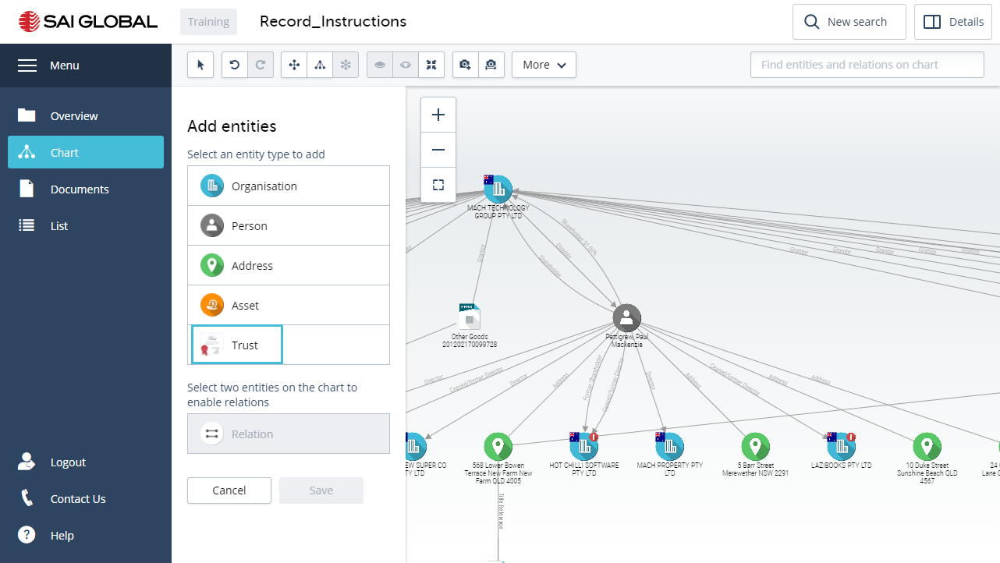 SAI GLOBAL
Training
Record_Instructions
New search
Details
Menu
More
Find entities and relations on chart
Overview
Chart
Documents
List
Logout
Contact Us
? Help
Add entities
Select an entity type to add
Organisation
Person
Address
Asset
Trust
Select two entities on the chart to
enable relations
Relation
Cancel
Save
MACH TECHNOLOGY
GROUP PTY LTD
Grantor
Shareholder 51.00%
Director
Shareholder
Grantor
Grantor
Grantor
Grantor
Grantor
PPSR
Other Goods
201202170099728
Pettigrew, Paul
Mackenzie
Director
Ceased/former Director
Director
Address
Former Shareholder
Ceased/former Director
Director
Address
Ceased/former Director
Address
Address
EW SUPER CO
TY LTD
568 Lower Bowen
Terrace New Farm New
Farm QLD 4005
HOT CHILLI SOFTWARE
PTY LTD
MACH PROPERTY PTY
LTD
5 Barr Street
Merewether NSW 2291
LAZIBOOKS PTY LTD
10 Duke Street
Sunshine Beach QLD
4567
24
Lane
Title Reference